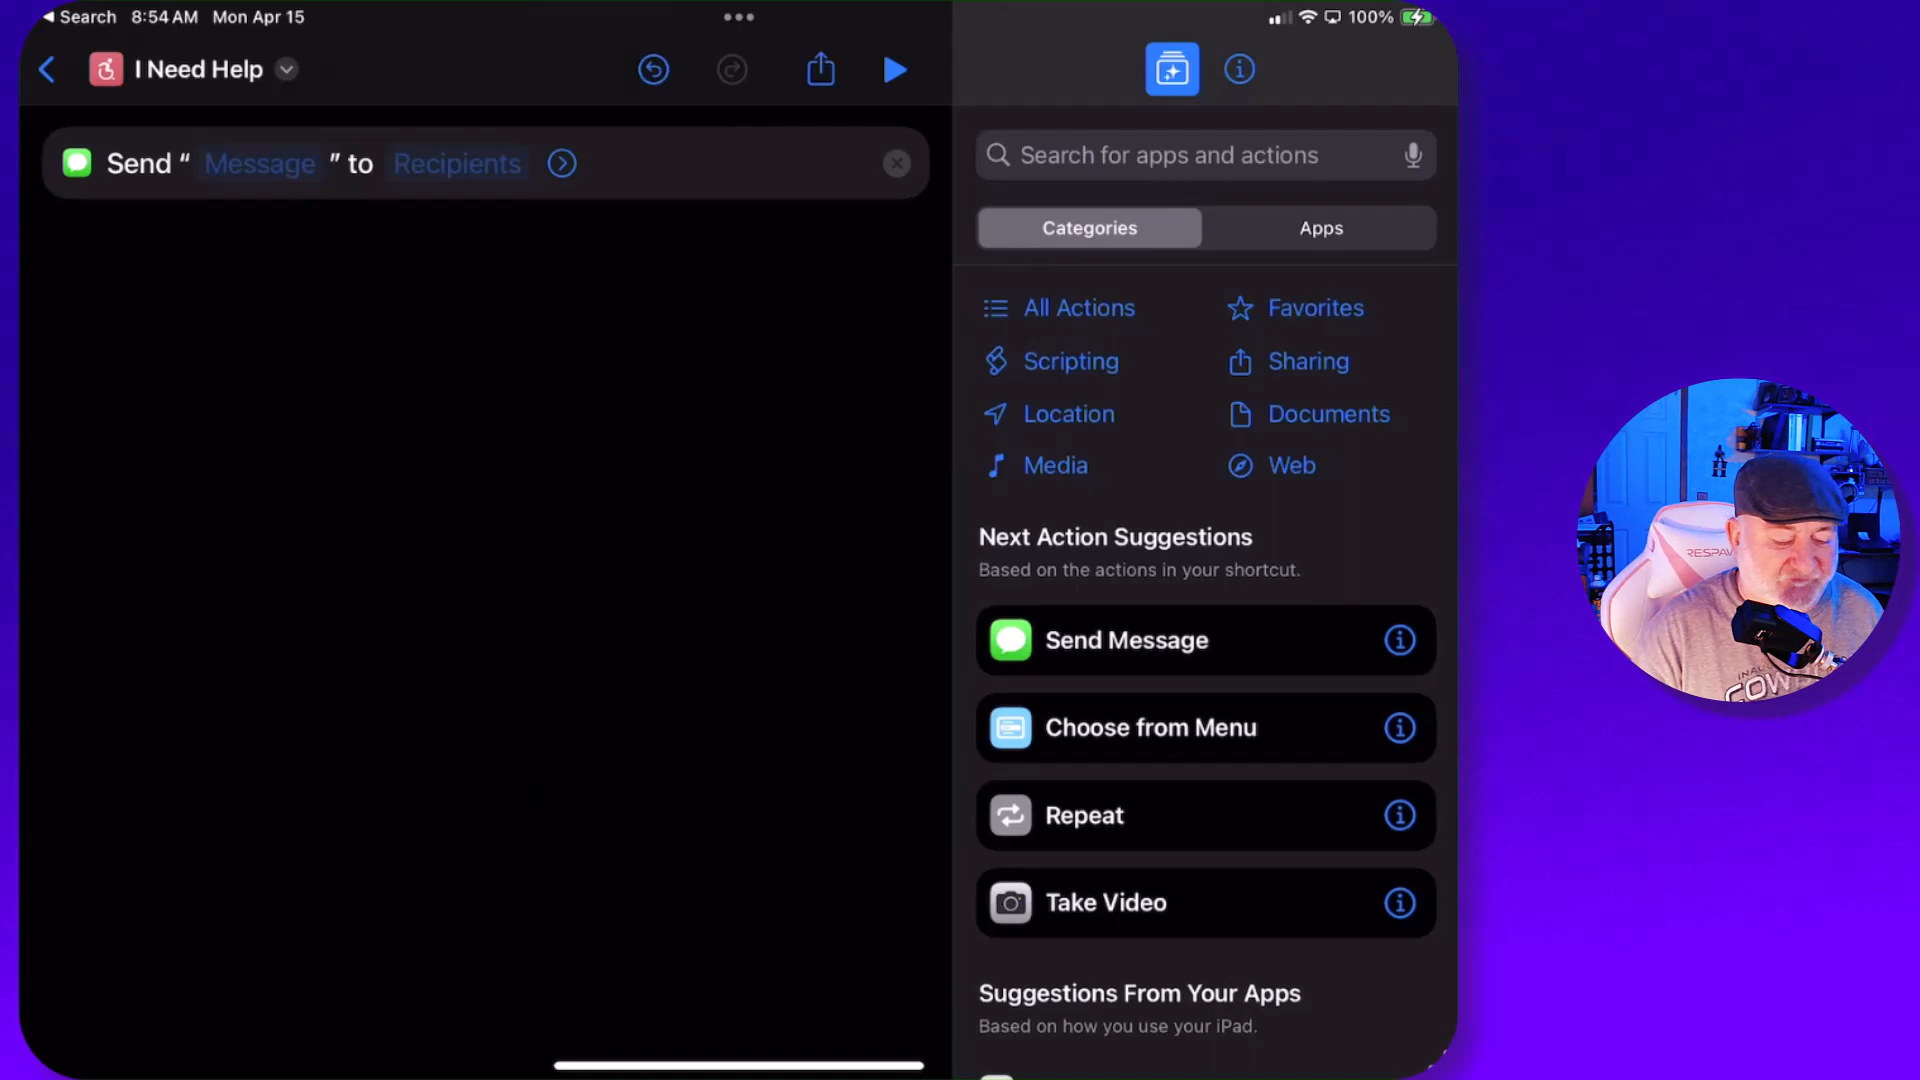 Search 8:54 AM Mon Apr 15
100%
I Need Help
Send “ Message ” to Recipients
Search for apps and actions
Categories Apps
All Actions Favorites
Scripting Sharing
Location Documents
Media Web
Next Action Suggestions
Based on the actions in your shortcut.
Send Message
Choose from Menu
Repeat
Take Video
Suggestions From Your Apps
Based on how you use your iPad.